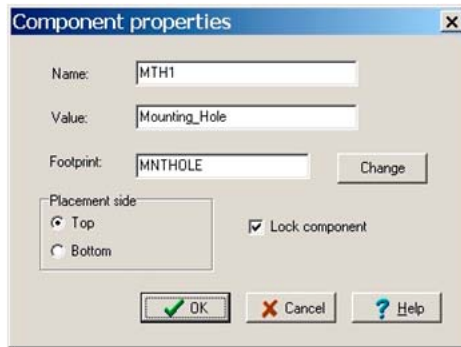 Component properties
Name: MTH1
Value: Mounting_Hole
Footprint: MNTHOLE Change
Placement side
Top
Lock component
Bottom
OK Cancel Help